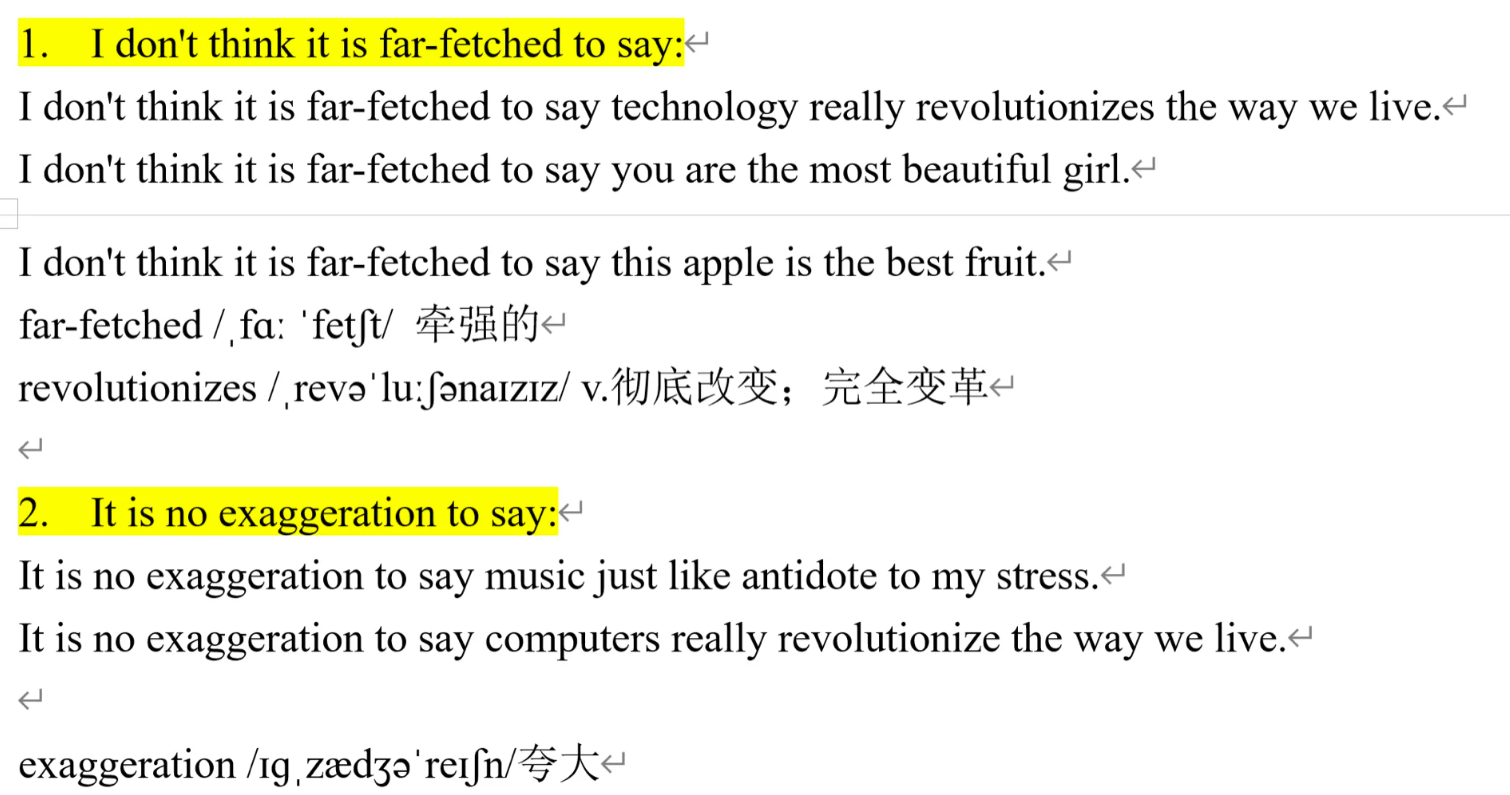 1. I don't think it is far-fetched to say:
I don't think it is far-fetched to say technology really revolutionizes the way we live.
I don't think it is far-fetched to say you are the most beautiful girl.
I don't think it is far-fetched to say this apple is the best fruit.
far-fetched /ˌfɑː ˈfetʃt/ 牵强的
revolutionizes /ˌrevəˈluːʃənaɪzɪz/ v.彻底改变；完全变革
2. It is no exaggeration to say:
It is no exaggeration to say music just like antidote to my stress.
It is no exaggeration to say computers really revolutionize the way we live.
exaggeration /ɪɡˌzædʒəˈreɪʃn/夸大